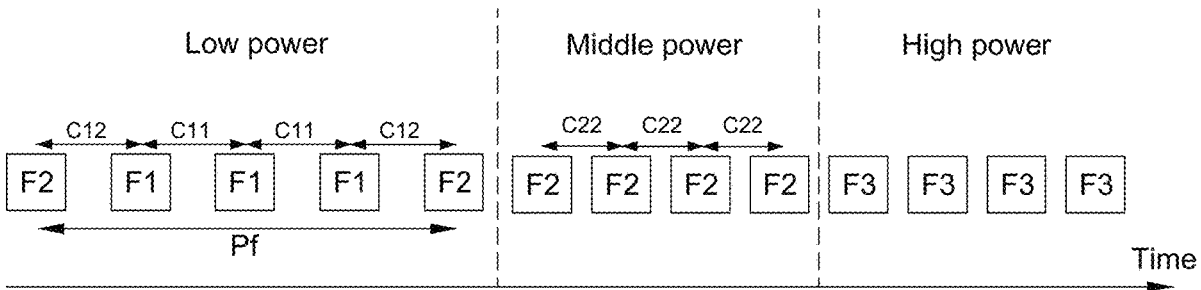 Low power Middle power High power
C12 C11 C11 C12 C22 C22 C22
F2 F1 F1 F1 F2 F2 F2 F2 F2 F3 F3 F3 F3
Pf
Time